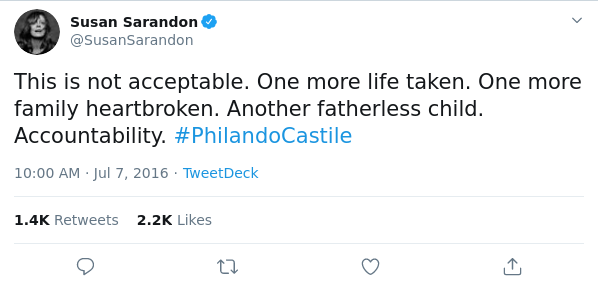 Susan Sarandon
@SusanSarandon
This is not acceptable. One more life taken. One more
family heartbroken. Another fatherless child.
Accountability. #PhilandoCastile
10:00 AM · Jul 7, 2016 · TweetDeck
1.4K Retweets 2.2K Likes